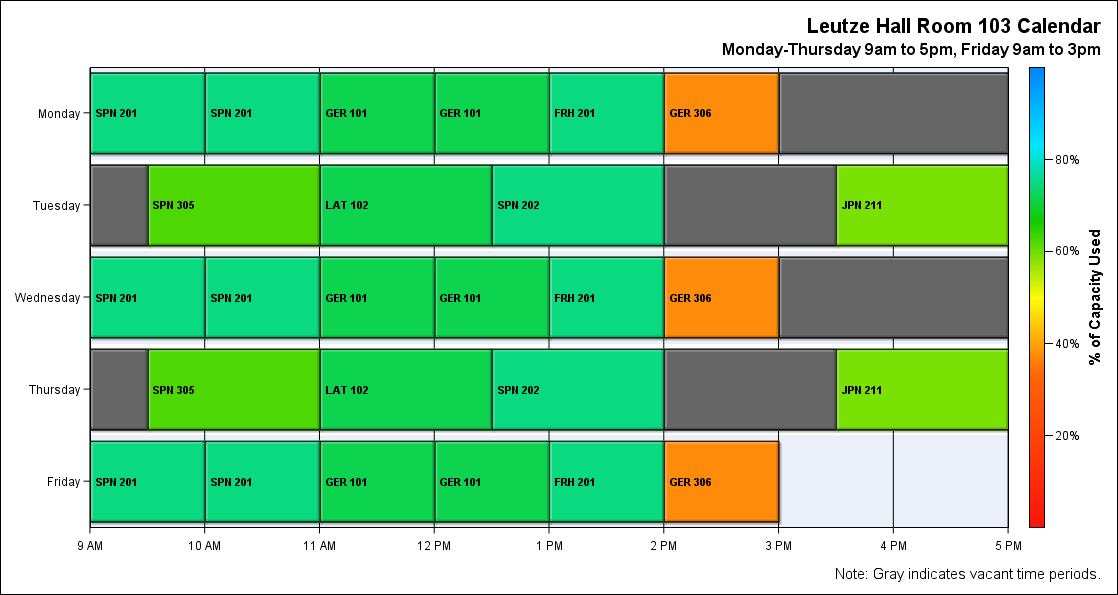 Leutze Hall Room 103 Calendar
Monday-Thursday 9am to 5pm, Friday 9am to 3pm
Monday
SPN 201 SPN 201 GER 101 GER 101 FRH 201 GER 306
Tuesday
SPN 305 LAT 102 SPN 202 JPN 211
Wednesday
SPN 201 SPN 201 GER 101 GER 101 FRH 201 GER 306
Thursday
SPN 305 LAT 102 SPN 202 JPN 211
Friday
SPN 201 SPN 201 GER 101 GER 101 FRH 201 GER 306
9 AM 10 AM 11 AM 12 PM 1 PM 2 PM 3 PM 4 PM 5 PM
80%
60%
40%
20%
% of Capacity Used
Note: Gray indicates vacant time periods.